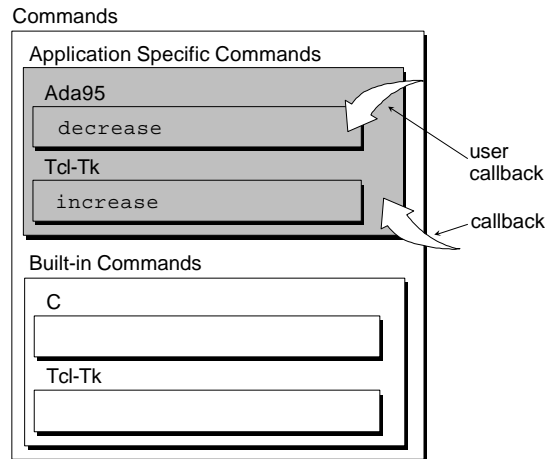 Commands
Application Specific Commands
Ada95
decrease
Tcl-Tk
increase
user
callback
callback
Built-in Commands
C
Tcl-Tk